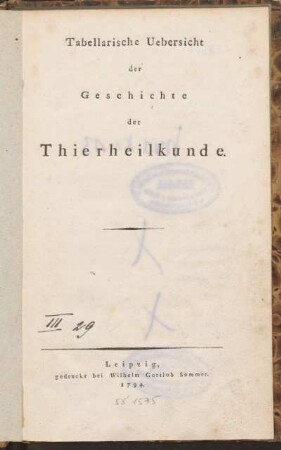 Tabellarische Uebersicht
der
Geschichte
der
Thierheilkunde.
III 29
Leipzig,
gedruckt bei Wilhelm Gottlob Sommer.
1794.